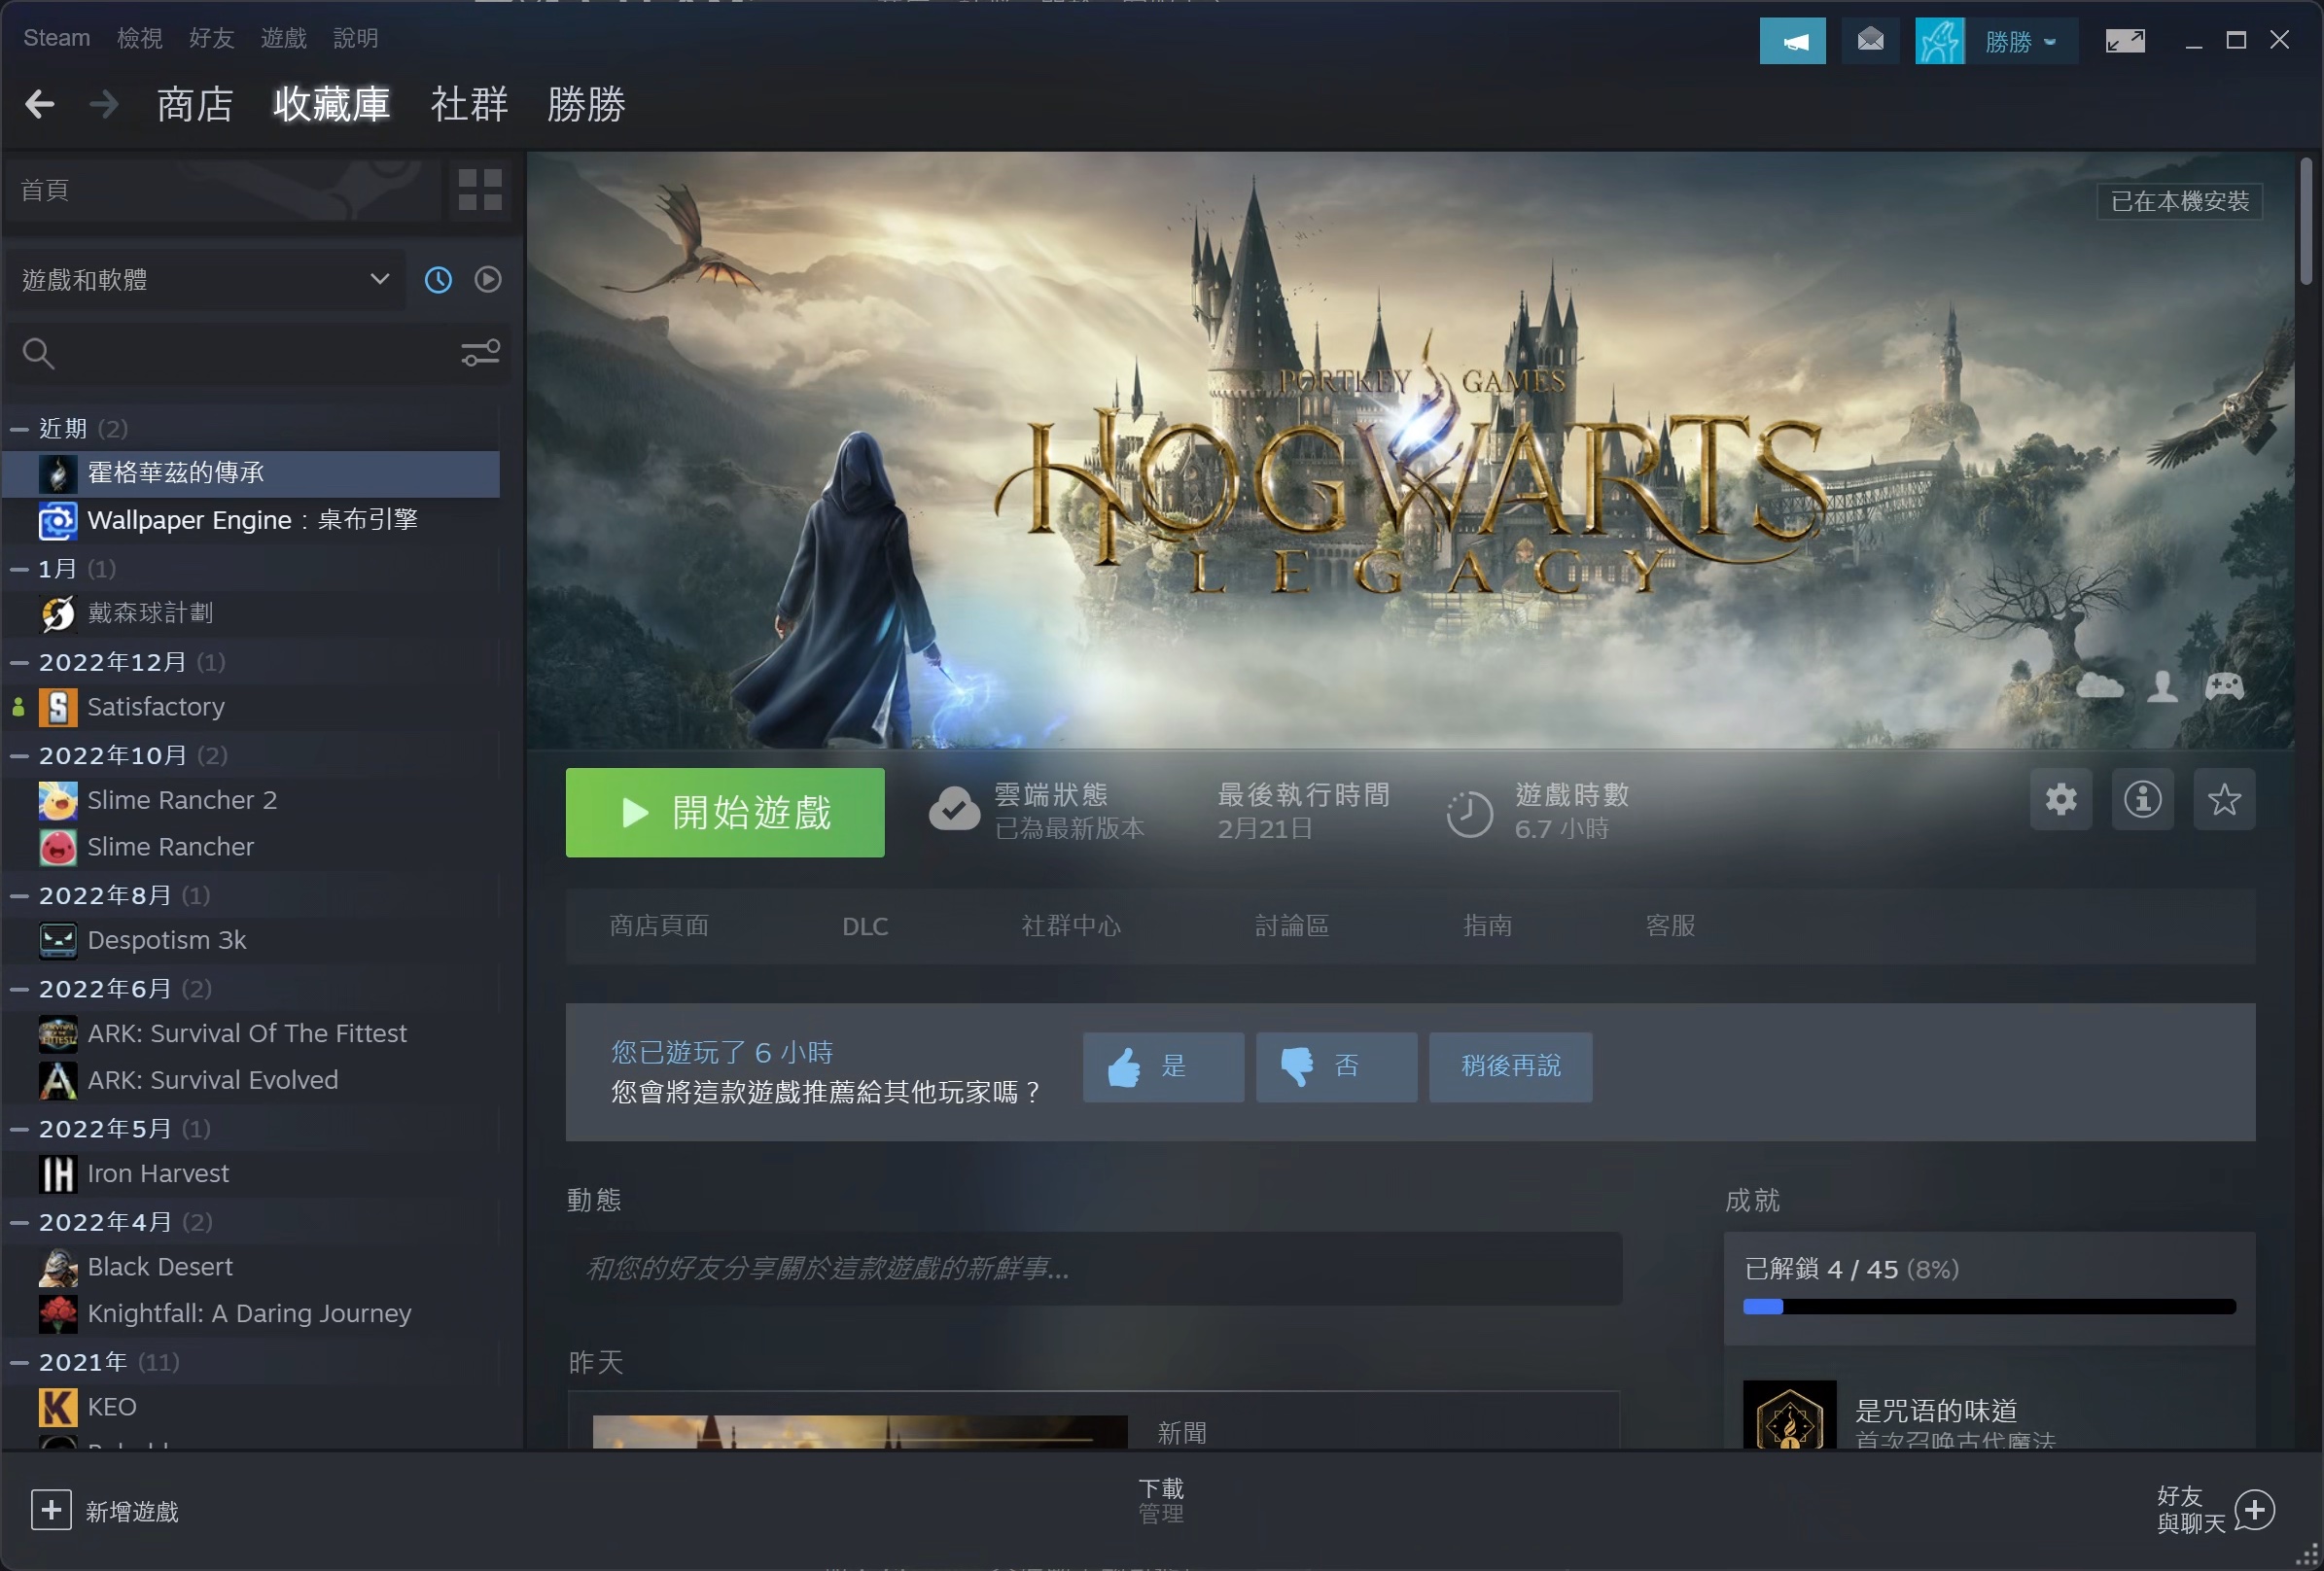 Steam 檢視 好友 遊戲 說明
勝勝
商店 收藏庫 社群 勝勝
首頁
遊戲和軟體
近期 (2)
霍格華茲的傳承
Wallpaper Engine：桌布引擎
1月 (1)
戴森球計劃
2022年12月 (1)
Satisfactory
2022年10月 (2)
Slime Rancher 2
Slime Rancher
2022年8月 (1)
Despotism 3k
2022年6月 (2)
ARK: Survival Of The Fittest
ARK: Survival Evolved
2022年5月 (1)
Iron Harvest
2022年4月 (2)
Black Desert
Knightfall: A Daring Journey
2021年 (11)
KEO
已在本機安裝
PORTKEY GAMES
HOGWARTS
LEGACY
開始遊戲
雲端狀態
已為最新版本
最後執行時間
2月21日
遊戲時數
6.7 小時
商店頁面 DLC 社群中心 討論區 指南 客服
您已遊玩了 6 小時
您會將這款遊戲推薦給其他玩家嗎？
是 否 稍後再說
動態
和您的好友分享關於這款遊戲的新鮮事...
昨天
新聞
成就
已解鎖 4 / 45 (8%)
是咒语的味道
首次召唤古代魔法
新增遊戲
下載
管理
好友
與聊天